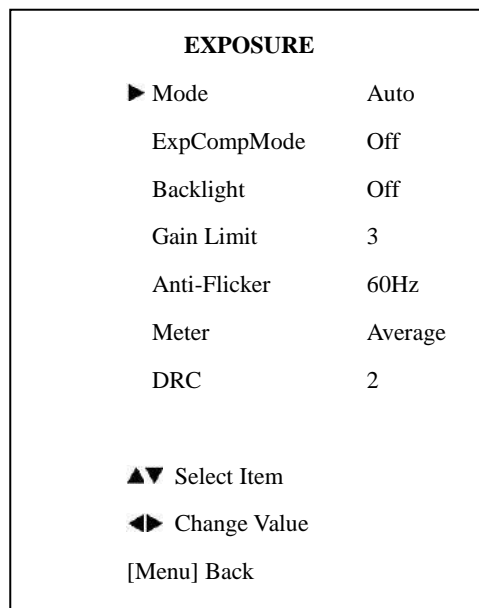 EXPOSURE
▶ Mode Auto
ExpCompMode Off
Backlight Off
Gain Limit 3
Anti-Flicker 60Hz
Meter Average
DRC 2
▲▼ Select Item
◀▶ Change Value
[Menu] Back